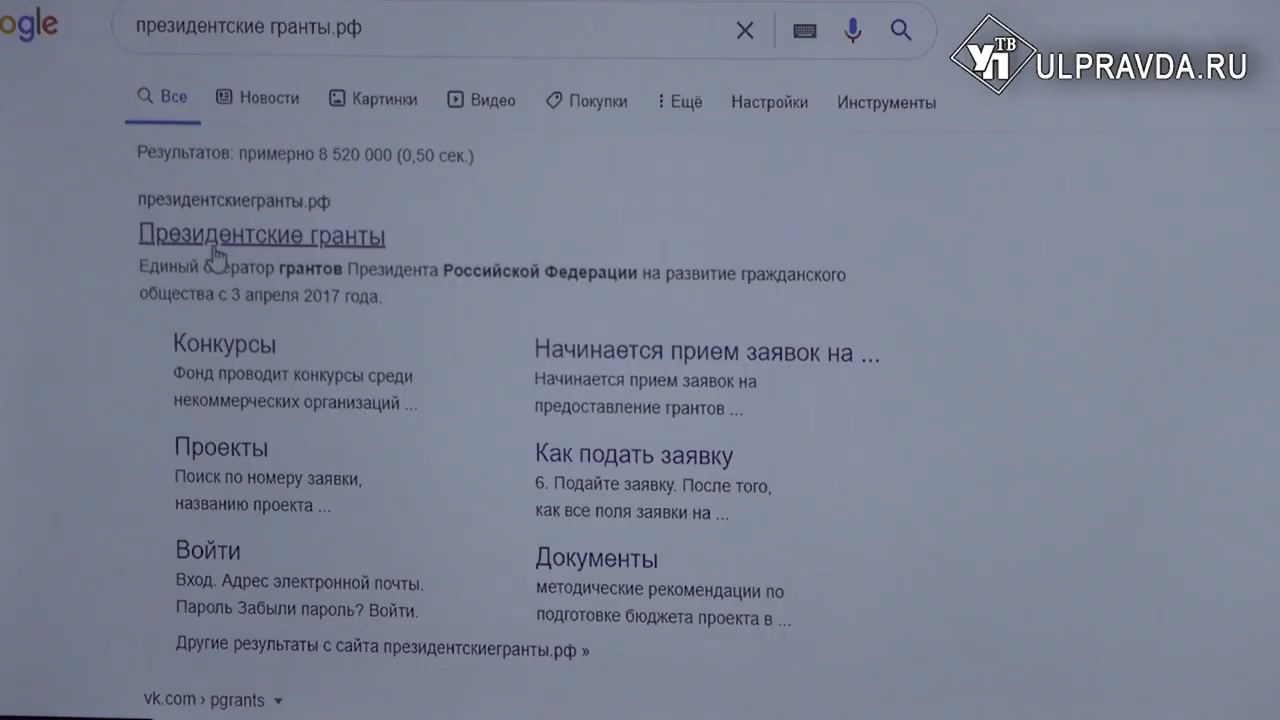 ogle
президентские гранты.рф
УП ТВ
ULPRAVDA.RU
Все
Новости
Картинки
Видео
Покупки
Ещё
Настройки
Инструменты
Результатов: примерно 8 520 000 (0,50 сек.)
президентскиегранты.рф
Президентские гранты
Единый оператор грантов Президента Российской Федерации на развитие гражданского
общества с 3 апреля 2017 года.
Конкурсы
Фонд проводит конкурсы среди
некоммерческих организаций ...
Начинается прием заявок на ...
Начинается прием заявок на
предоставление грантов ...
Проекты
Поиск по номеру заявки,
названию проекта ...
Как подать заявку
6. Подайте заявку. После того,
как все поля заявки на ...
Войти
Вход. Адрес электронной почты.
Пароль Забыли пароль? Войти.
Документы
методические рекомендации по
подготовке бюджета проекта в ...
Другие результаты с сайта президентскиегранты.рф »
vk.com › pgrants